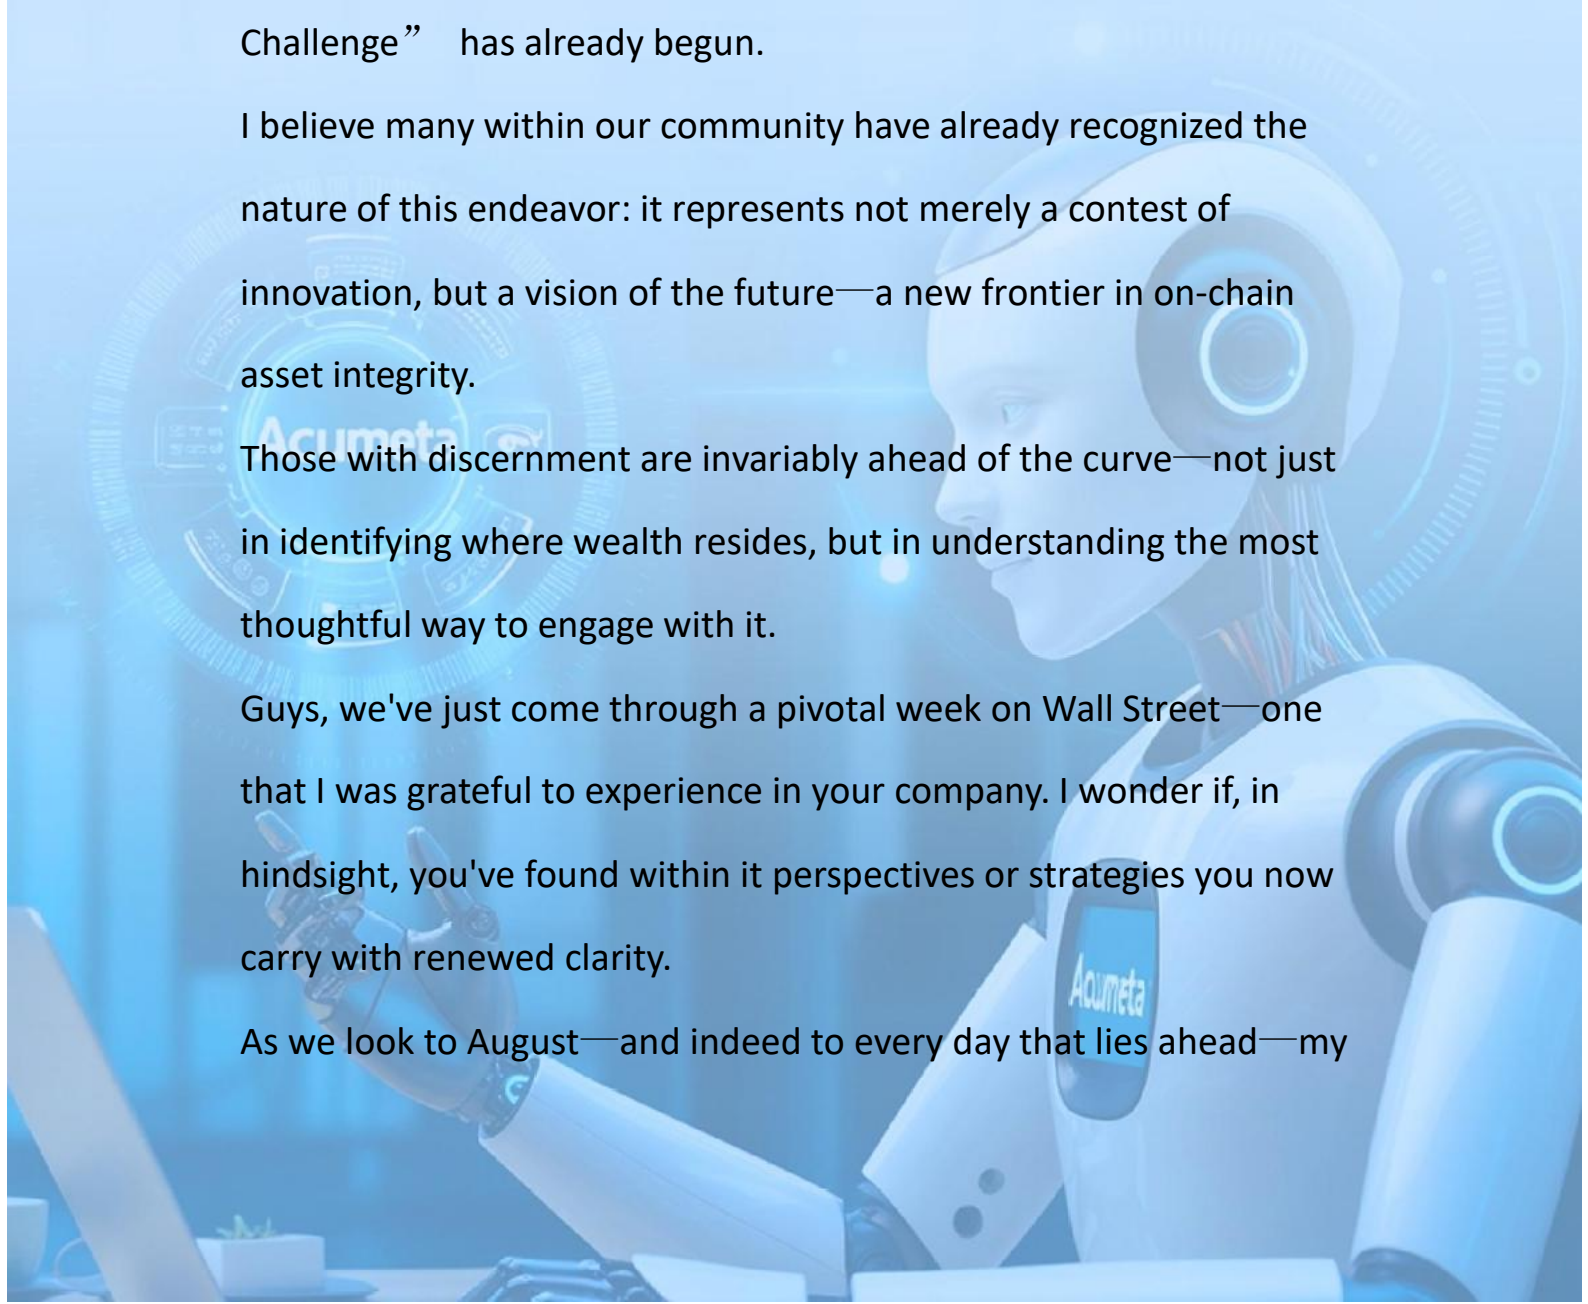 Challenge” has already begun.
I believe many within our community have already recognized the
nature of this endeavor: it represents not merely a contest of
innovation, but a vision of the future—a new frontier in on-chain
asset integrity.
Acumeta
Those with discernment are invariably ahead of the curve—not just
in identifying where wealth resides, but in understanding the most
thoughtful way to engage with it.
Guys, we've just come through a pivotal week on Wall Street—one
that I was grateful to experience in your company. I wonder if, in
hindsight, you've found within it perspectives or strategies you now
carry with renewed clarity.
Acumeta
As we look to August—and indeed to every day that lies ahead—my